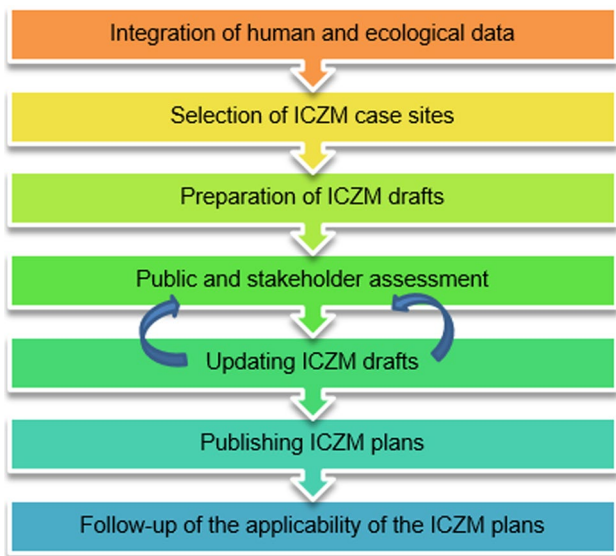 Integration of human and ecological data
Selection of ICZM case sites
Preparation of ICZM drafts
Public and stakeholder assessment
Updating ICZM drafts
Publishing ICZM plans
Follow-up of the applicability of the ICZM plans